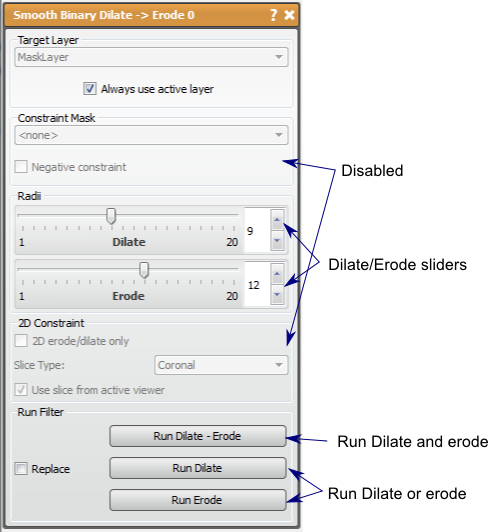 Smooth Binary Dilate -> Erode 0 ? ✖
Target Layer
MaskLayer
Always use active layer
Constraint Mask
<none>
Negative constraint
Disabled
Radii
1 Dilate 20 9
Dilate/Erode sliders
1 Erode 20 12
2D Constraint
2D erode/dilate only
Slice Type: Coronal
Use slice from active viewer
Run Filter
Run Dilate - Erode
Run Dilate and erode
Replace Run Dilate
Run Dilate or erode
Run Erode